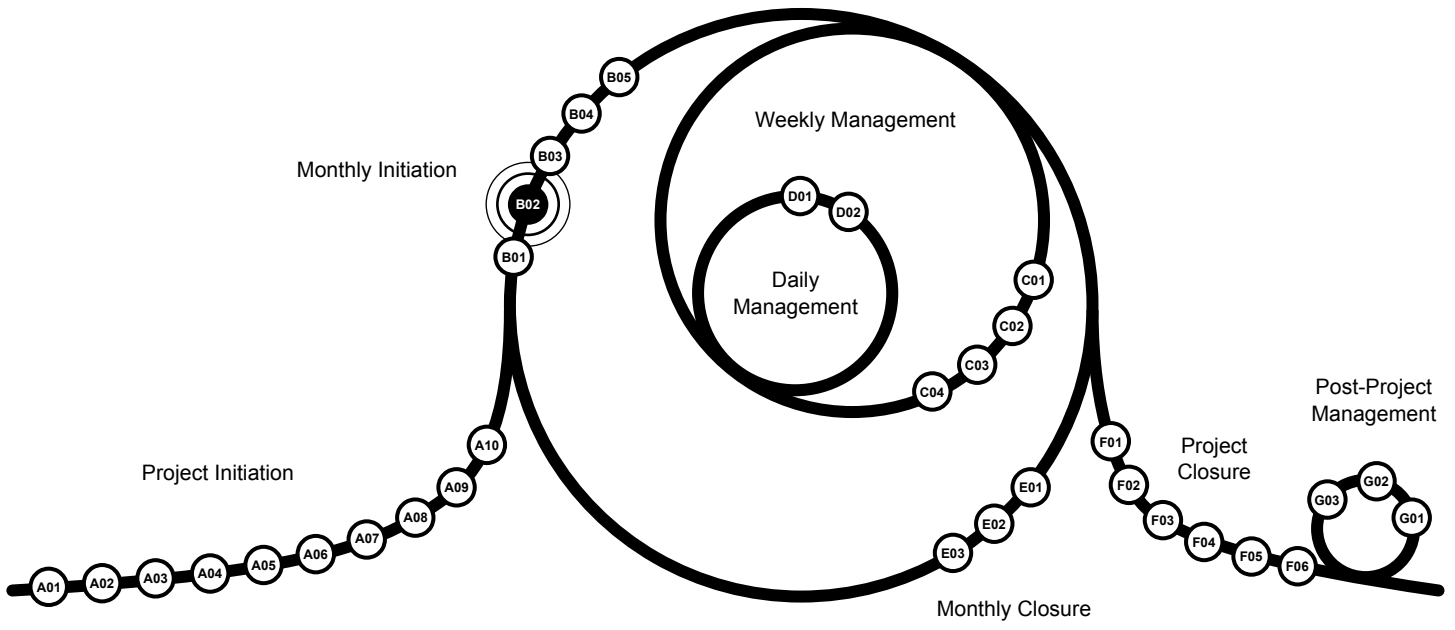 Monthly Initiation
B01
B02
B03
B04
B05
Weekly Management
C01
C02
C03
C04
Daily
Management
D01
D02
Project Initiation
A01
A02
A03
A04
A05
A06
A07
A08
A09
A10
Monthly Closure
E01
E02
E03
Project
Closure
F01
F02
F03
F04
F05
F06
Post-Project
Management
G01
G02
G03